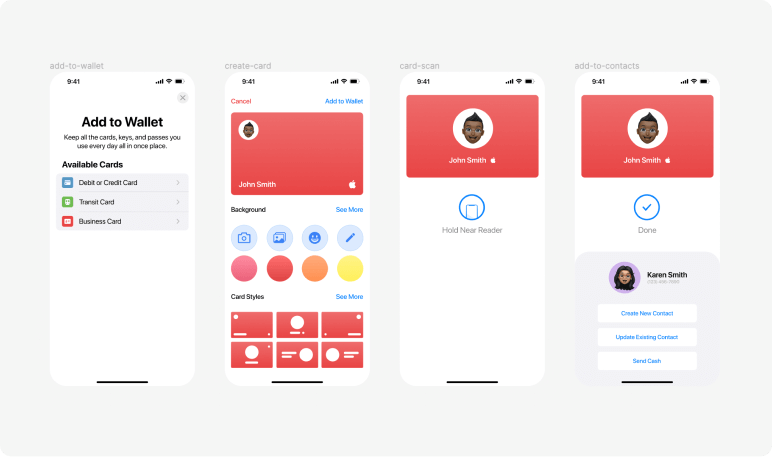 add-to-wallet
9:41
Add to Wallet
Keep all the cards, keys, and passes you
use every day all in once place.
Available Cards
Debit or Credit Card
Transit Card
Business Card
create-card
9:41
Cancel
Add to Wallet
John Smith
Background
See More
Card Styles
See More
card-scan
9:41
John Smith
Hold Near Reader
add-to-contacts
9:41
John Smith
Done
Karen Smith
Create New Contact
Update Existing Contact
Send Cash